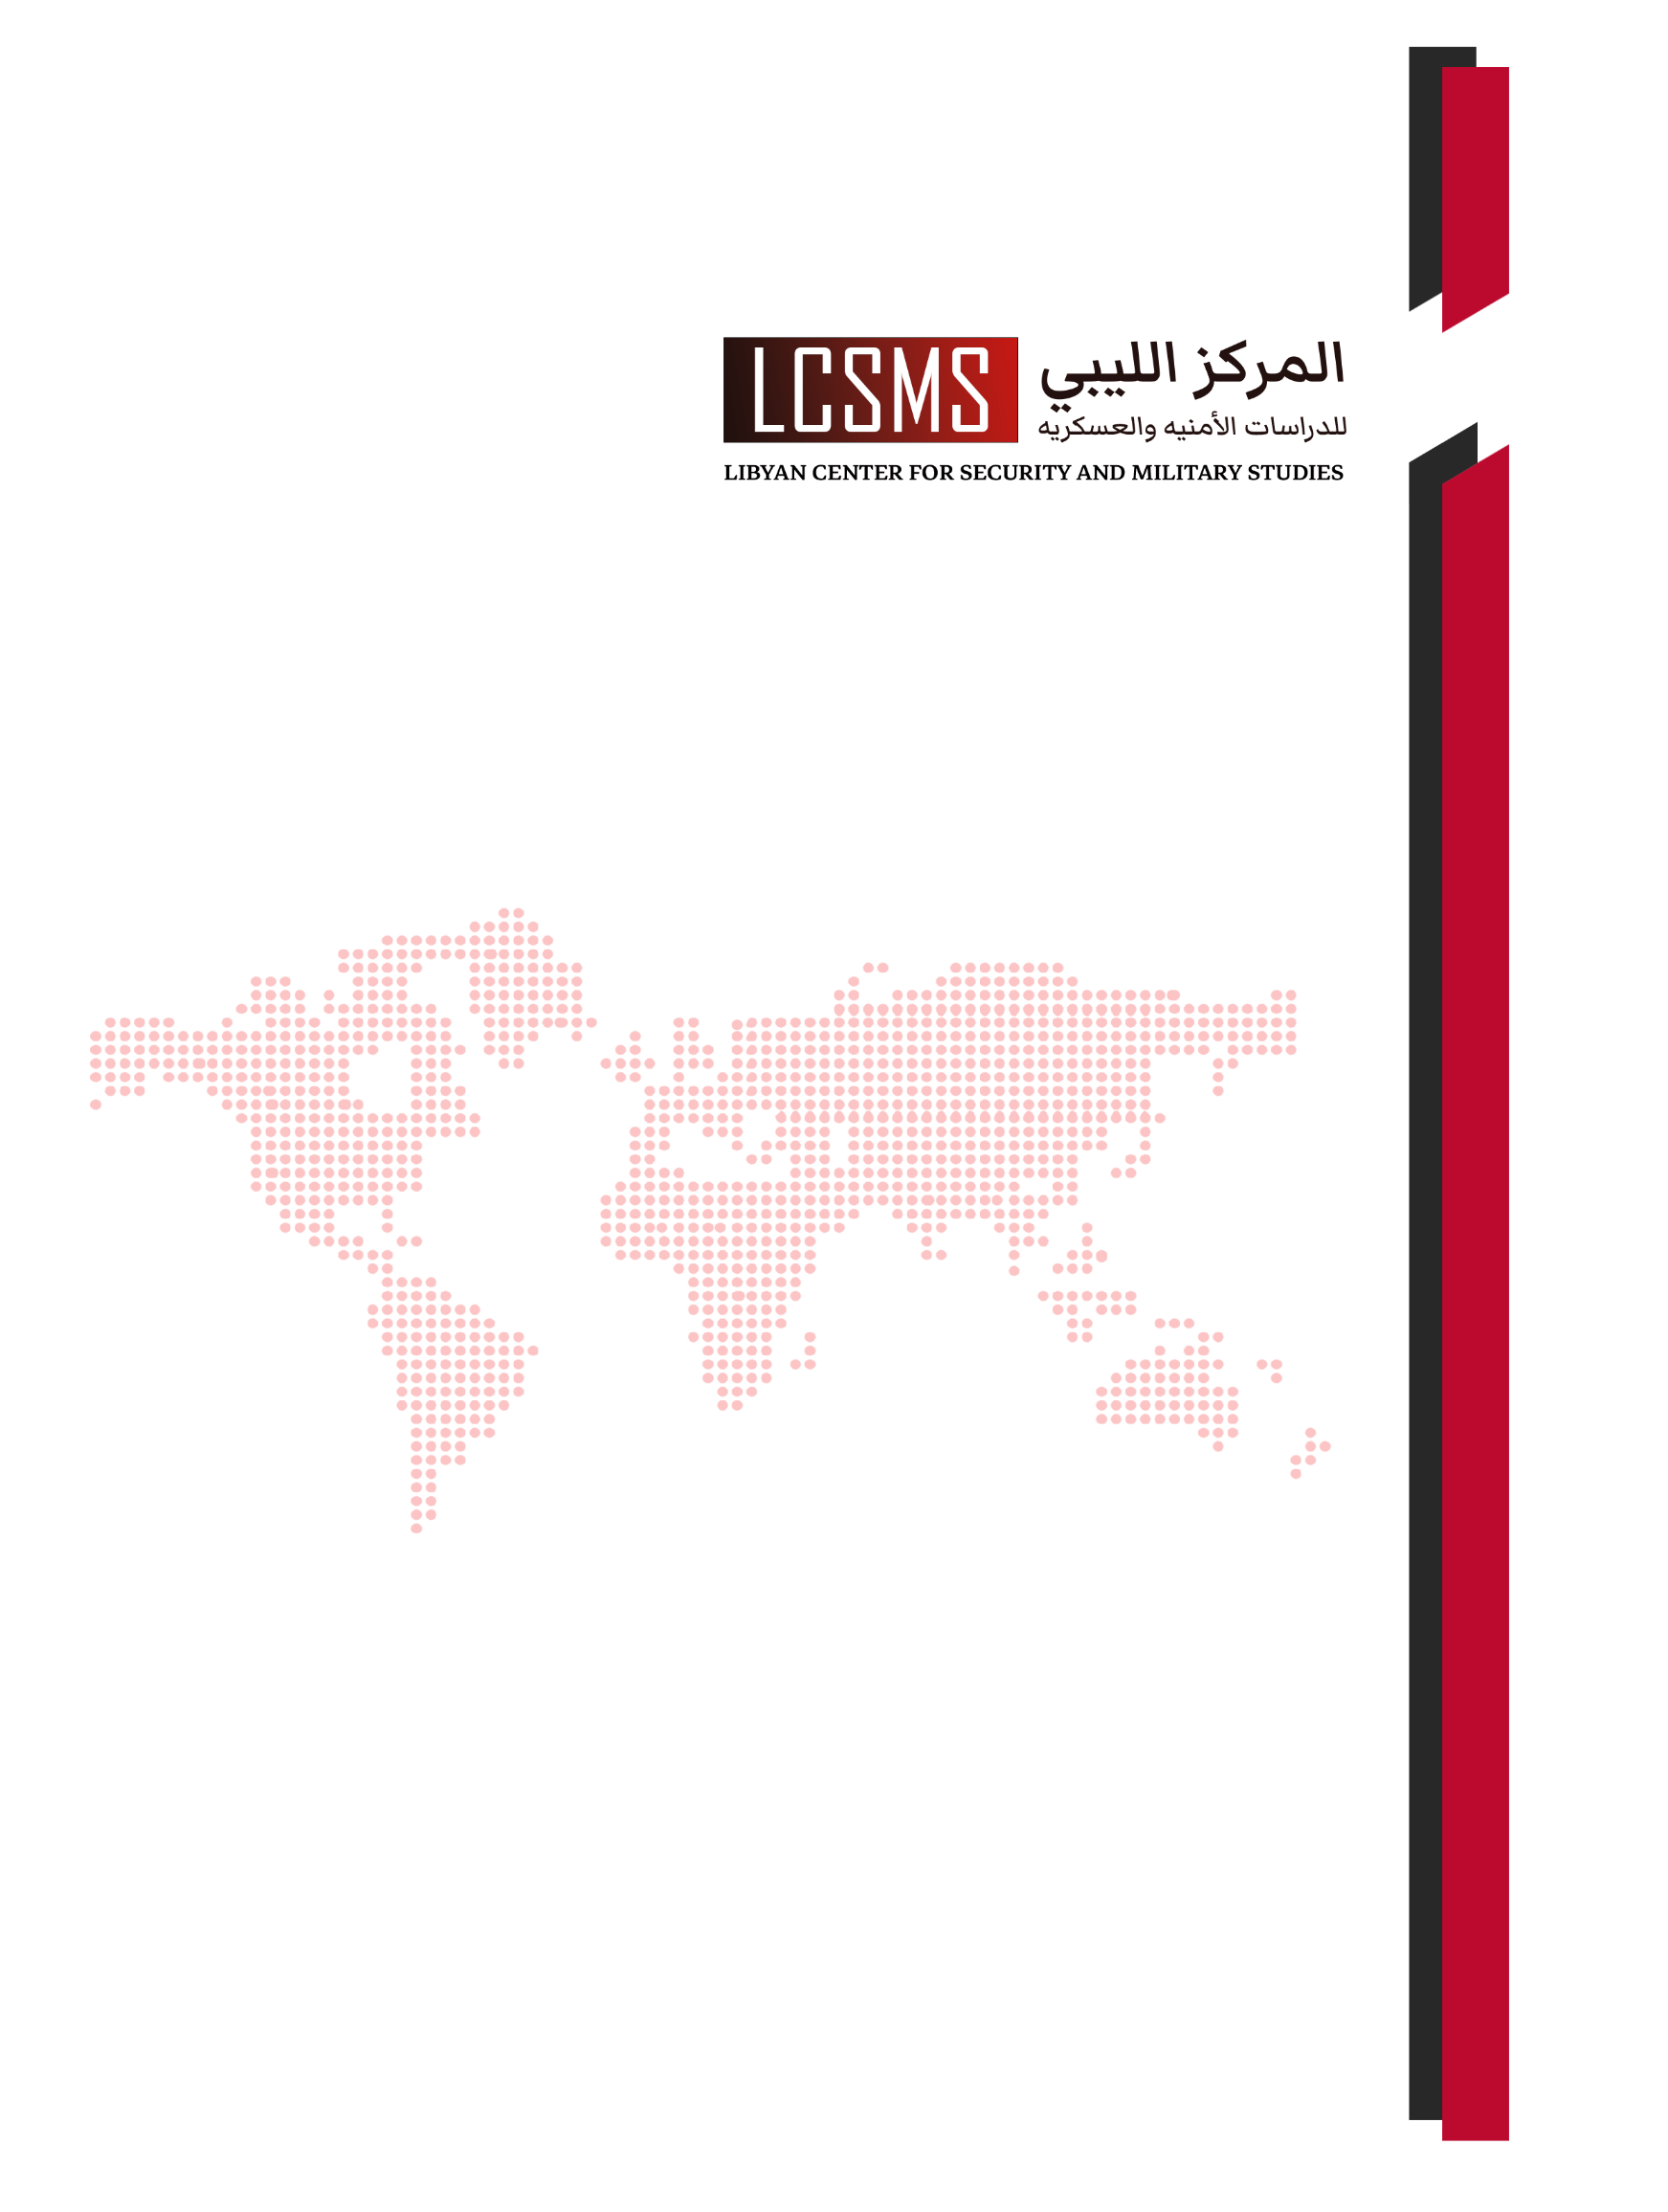 LCSMS
المركز الليبي
للدراسات الأمنيه والعسكريه
LIBYAN CENTER FOR SECURITY AND MILITARY STUDIES